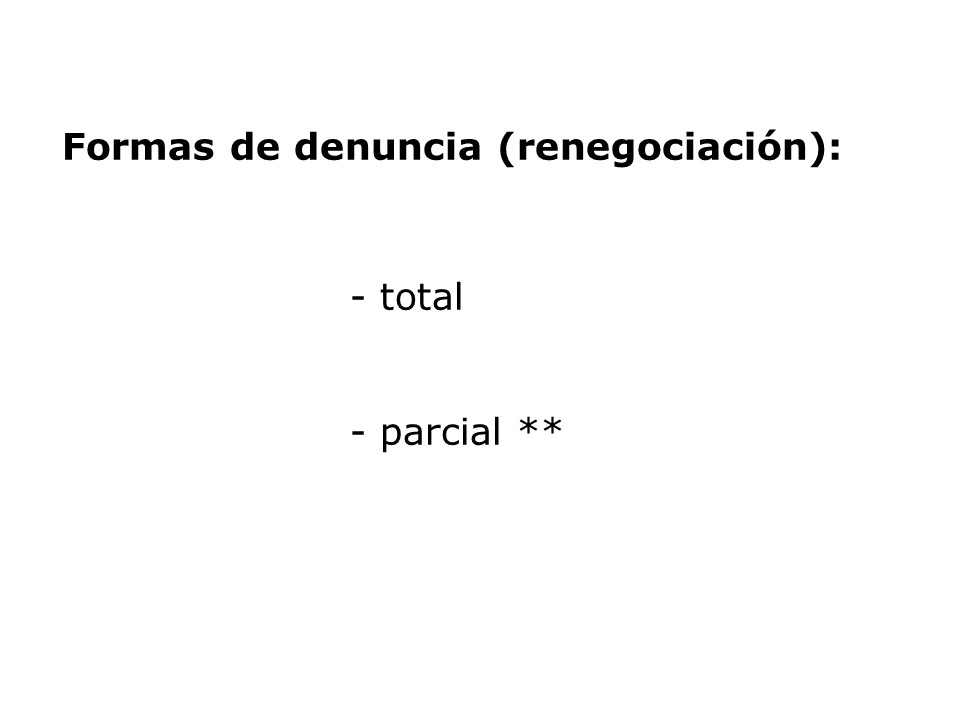 Formas de denuncia (renegociación):
- total
- parcial **